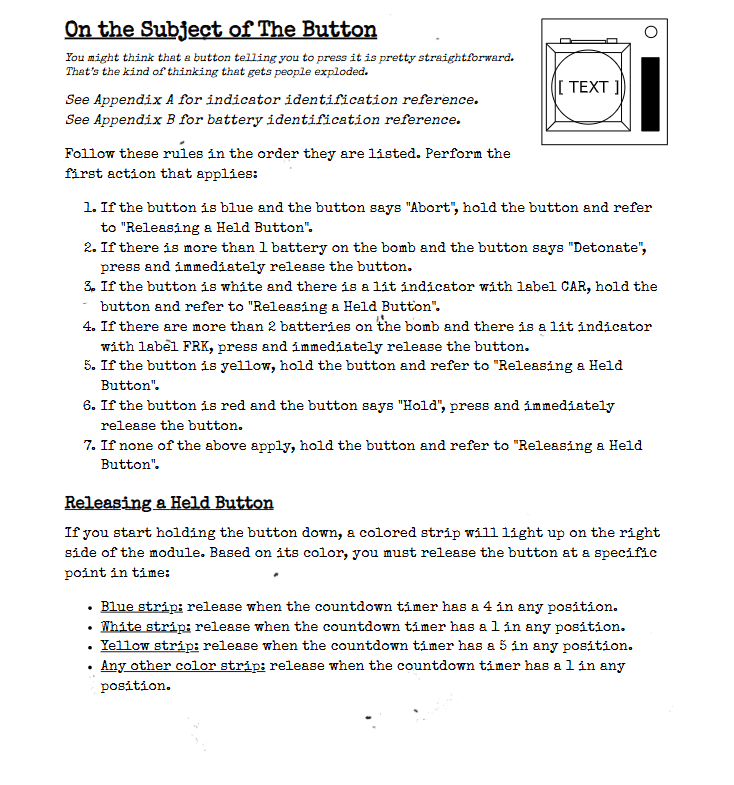 On the Subject of The Button
You might think that a button telling you to press it is pretty straightforward.
That's the kind of thinking that gets people exploded.
See Appendix A for indicator identification reference.
See Appendix B for battery identification reference.
[ TEXT ]
Follow these rules in the order they are listed. Perform the
first action that applies:
1. If the button is blue and the button says "Abort", hold the button and refer
to "Releasing a Held Button".
2. If there is more than 1 battery on the bomb and the button says "Detonate",
press and immediately release the button.
3. If the button is white and there is a lit indicator with label CAR, hold the
button and refer to "Releasing a Held Button".
4. If there are more than 2 batteries on the bomb and there is a lit indicator
with label FRK, press and immediately release the button.
5. If the button is yellow, hold the button and refer to "Releasing a Held
Button".
6. If the button is red and the button says "Hold", press and immediately
release the button.
7. If none of the above apply, hold the button and refer to "Releasing a Held
Button".
Releasing a Held Button
If you start holding the button down, a colored strip will light up on the right
side of the module. Based on its color, you must release the button at a specific
point in time:
• Blue strip: release when the countdown timer has a 4 in any position.
• White strip: release when the countdown timer has a 1 in any position.
• Yellow strip: release when the countdown timer has a 5 in any position.
• Any other color strip: release when the countdown timer has a 1 in any
position.